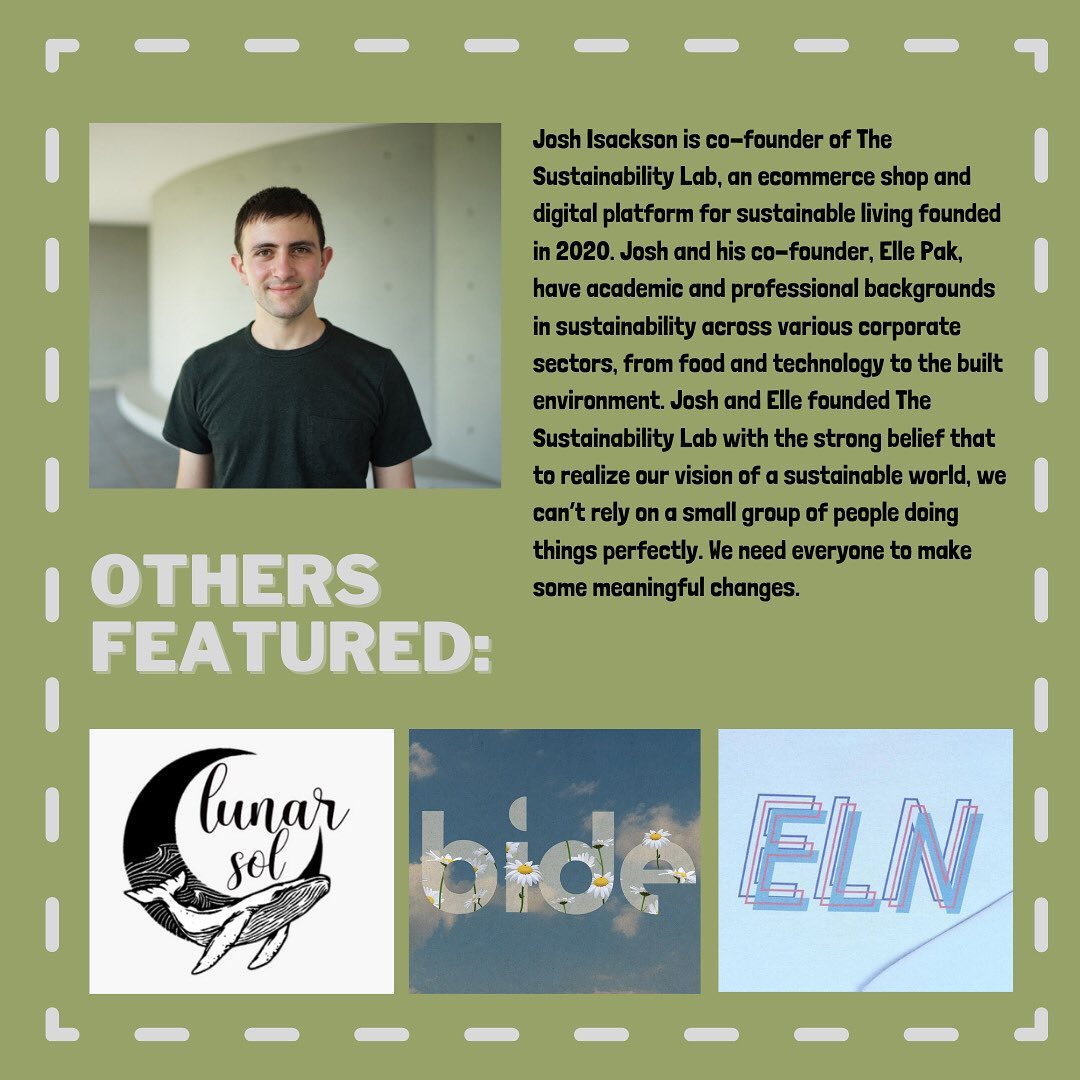 Josh Isackson is co-founder of The
Sustainability Lab, an ecommerce shop and
digital platform for sustainable living founded
in 2020. Josh and his co-founder, Elle Pak,
have academic and professional backgrounds
in sustainability across various corporate
sectors, from food and technology to the built
environment. Josh and Elle founded The
Sustainability Lab with the strong belief that
to realize our vision of a sustainable world, we
can't rely on a small group of people doing
things perfectly. We need everyone to make
some meaningful changes.
OTHERS
FEATURED:
lunar
sol
bide
ELN